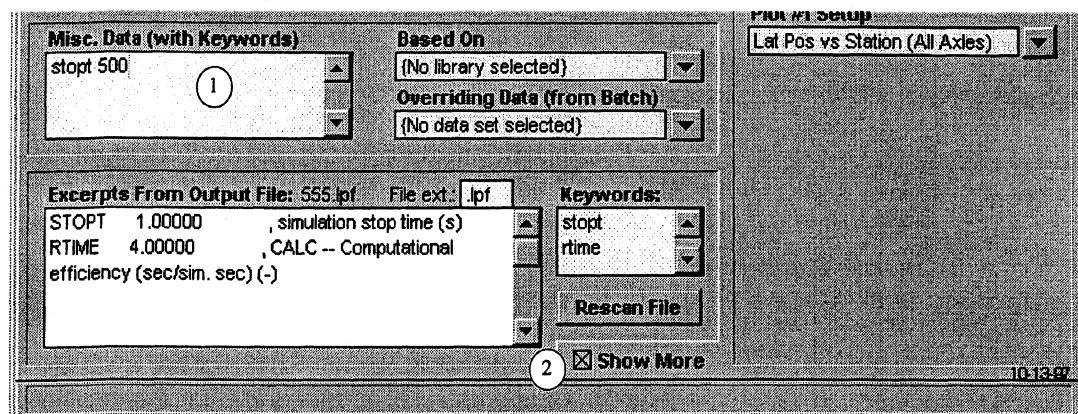 Misc. Data (with Keywords)
stopt 500
1
Based On
{No library selected}
Overriding Data (from Batch)
{No data set selected}
Plot #1 Setup
Lat Pos vs Station (All Axles)
Excerpts From Output File: 555.lpf File ext.: .lpf
STOPT 1.00000 , simulation stop time (s)
RTIME 4.00000 , CALC -- Computational
efficiency (sec/sim. sec) (-)
Keywords:
stopt
rtime
Rescan File
2
Show More
10-13-97